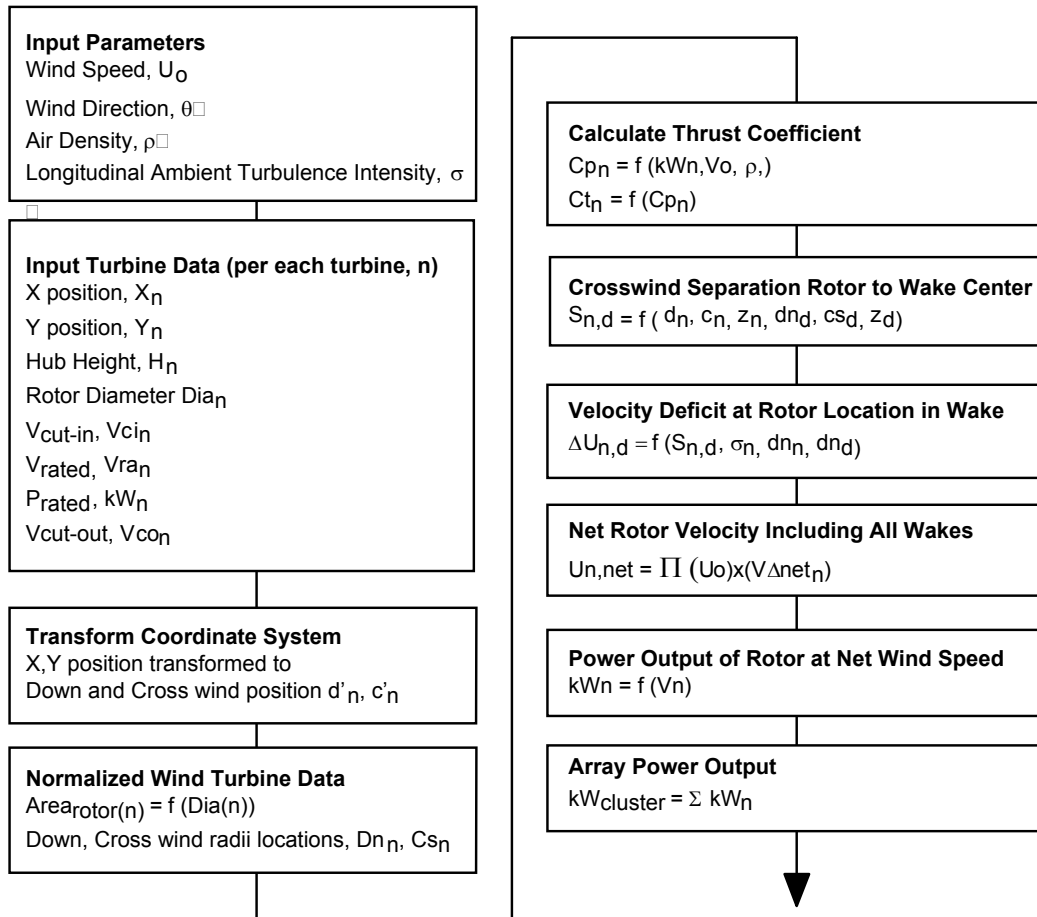 Input Parameters
Wind Speed, Uo
Wind Direction, θ□
Air Density, ρ□
Longitudinal Ambient Turbulence Intensity, σ
□
Input Turbine Data (per each turbine, n)
X position, Xn
Y position, Yn
Hub Height, Hn
Rotor Diameter Dian
Vcut-in, Vcin
Vrated, Vran
Prated, kWn
Vcut-out, Vcon
Transform Coordinate System
X,Y position transformed to
Down and Cross wind position d'n, c'n
Normalized Wind Turbine Data
Arearotor(n) = f (Dia(n))
Down, Cross wind radii locations, Dnn, Csn
Calculate Thrust Coefficient
Cpn = f (kWn,Vo, ρ,)
Ctn = f (Cpn)
Crosswind Separation Rotor to Wake Center
Sn,d = f ( dn, cn, zn, dnd, csd, zd)
Velocity Deficit at Rotor Location in Wake
ΔUn,d = f (Sn,d, σn, dnn, dnd)
Net Rotor Velocity Including All Wakes
Un,net = Π (Uo)x(VΔnetn)
Power Output of Rotor at Net Wind Speed
kWn = f (Vn)
Array Power Output
kWcluster = Σ kWn